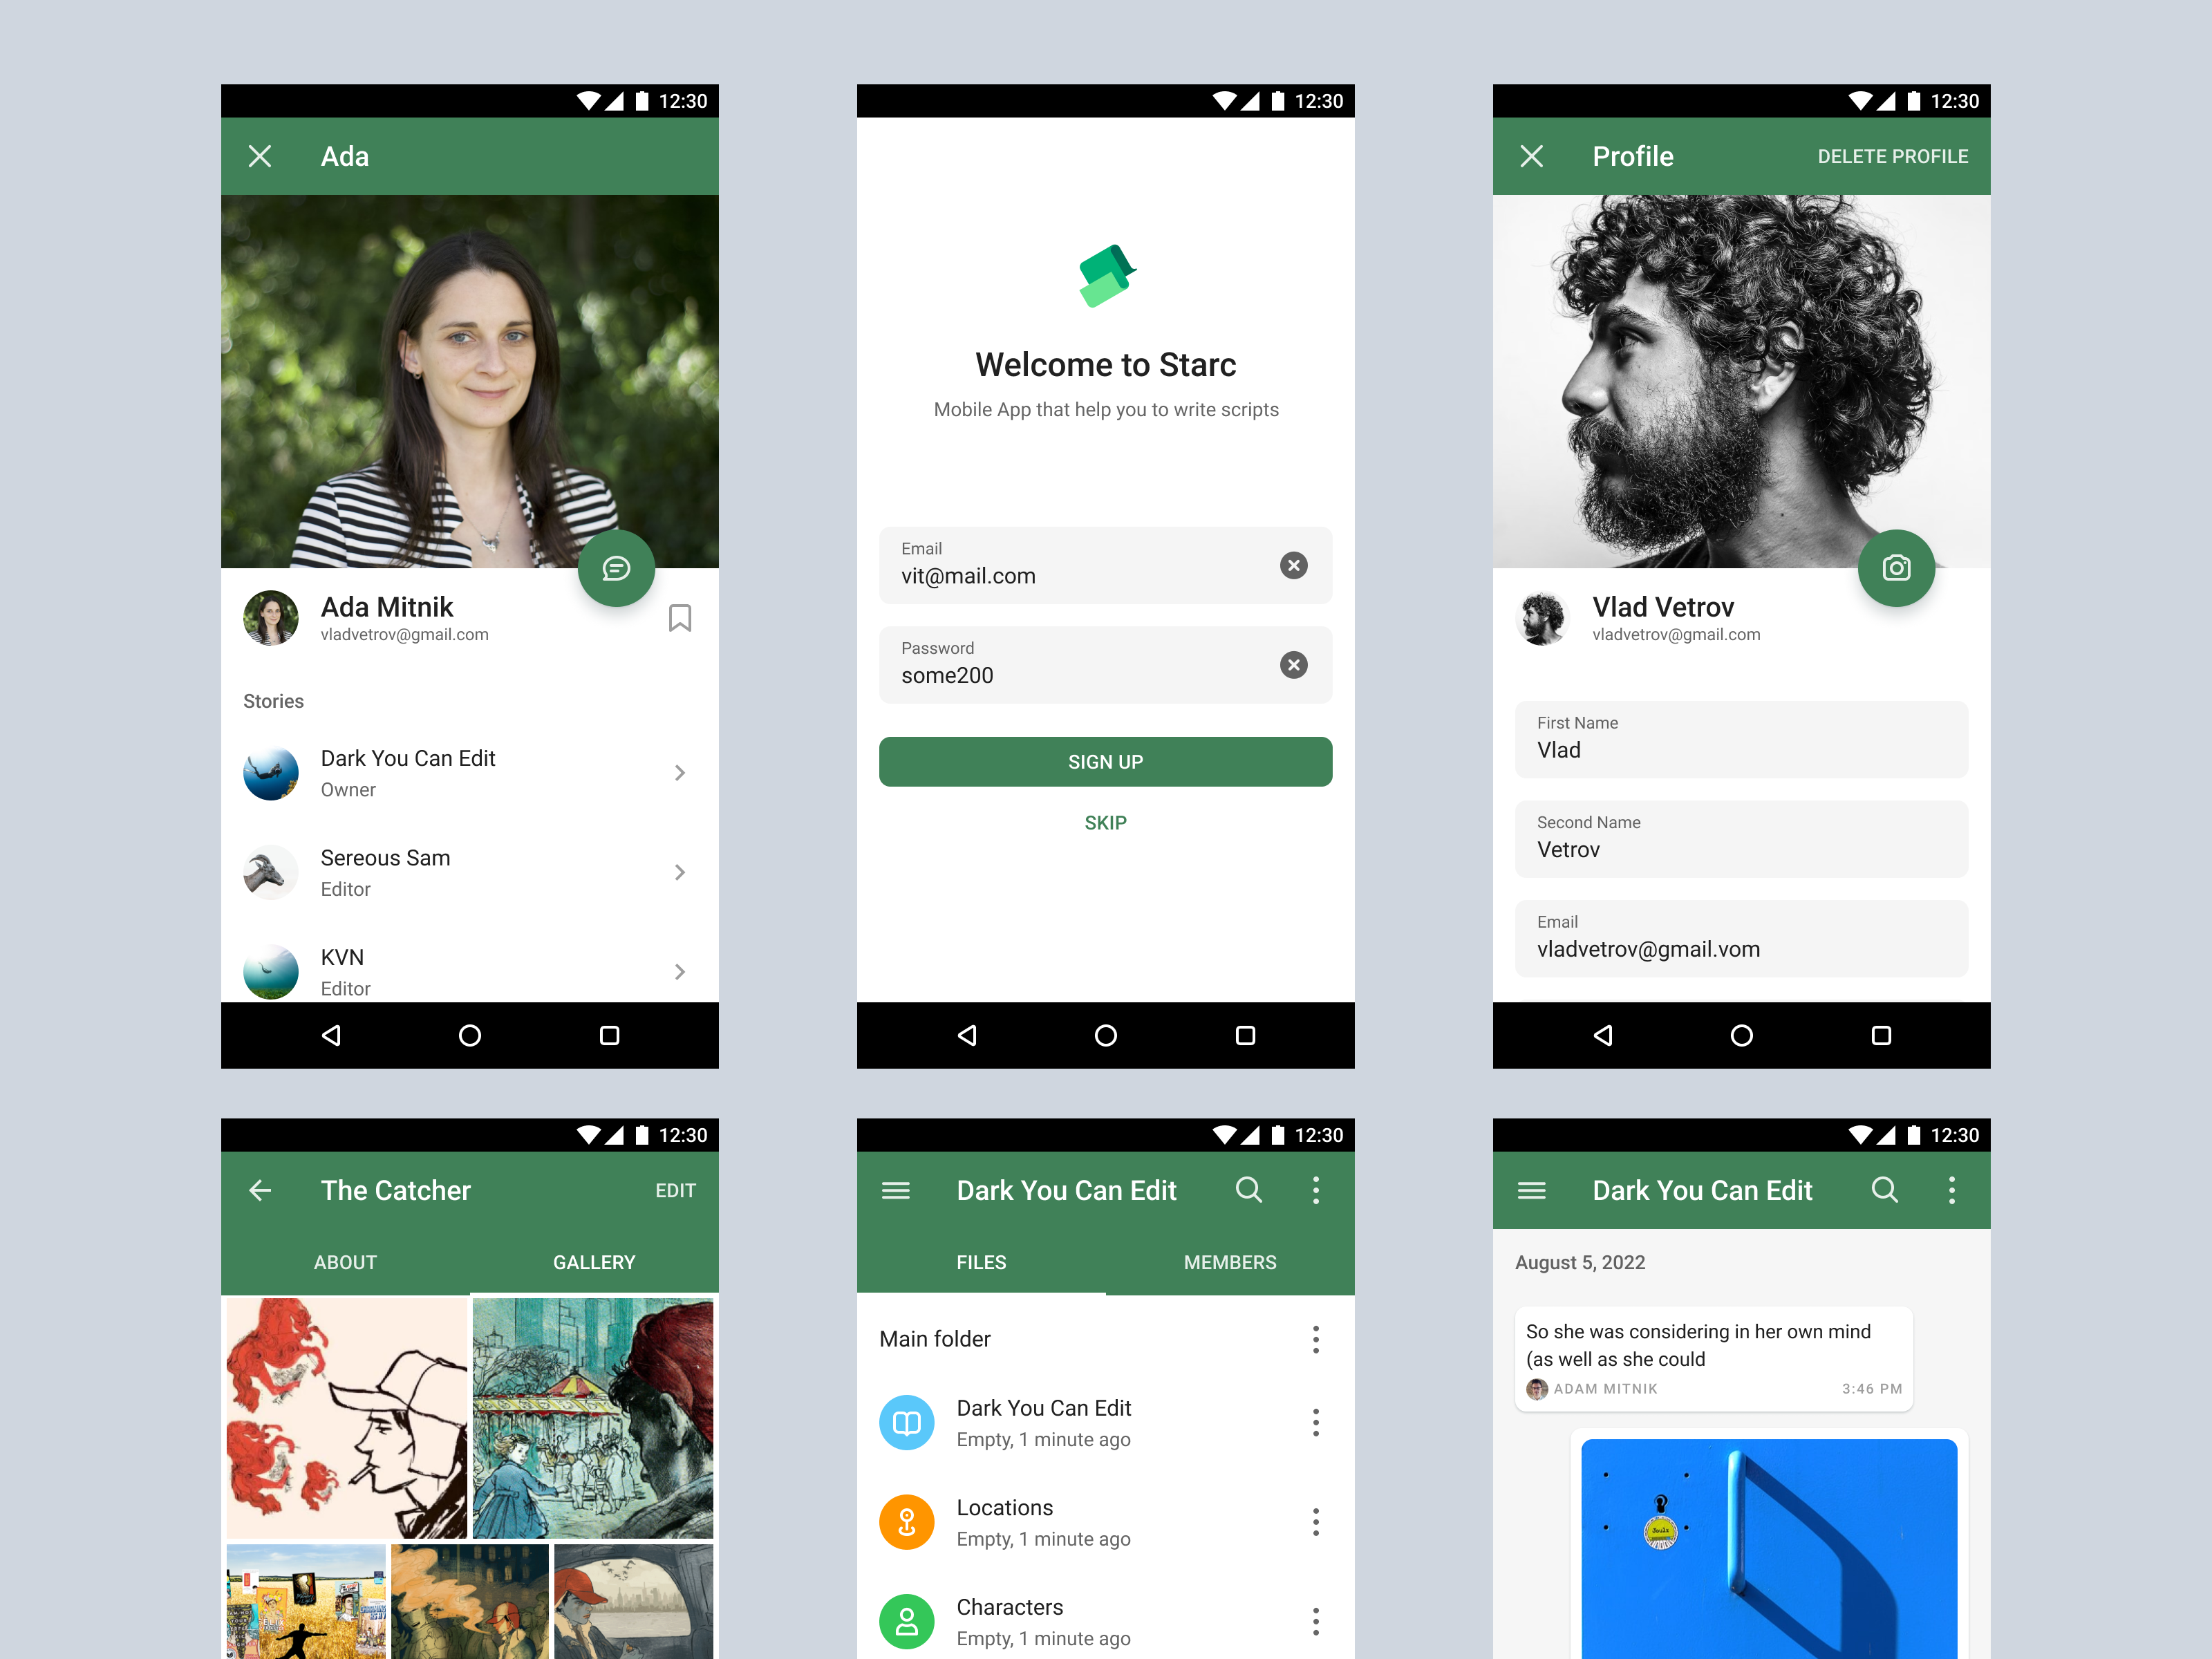 12:30
Ada
Ada Mitnik
vladvetrov@gmail.com
Stories
Dark You Can Edit
Owner
Sereous Sam
Editor
KVN
Editor
12:30
Welcome to Starc
Mobile App that help you to write scripts
Email
vit@mail.com
Password
some200
SIGN UP
SKIP
12:30
Profile
DELETE PROFILE
Vlad Vetrov
vladvetrov@gmail.com
First Name
Vlad
Second Name
Vetrov
Email
vladvetrov@gmail.vom
12:30
The Catcher
EDIT
ABOUT
GALLERY
12:30
Dark You Can Edit
FILES
MEMBERS
Main folder
Dark You Can Edit
Empty, 1 minute ago
Locations
Empty, 1 minute ago
Characters
Empty, 1 minute ago
12:30
Dark You Can Edit
August 5, 2022
So she was considering in her own mind
(as well as she could
ADAM MITNIK
3:46 PM